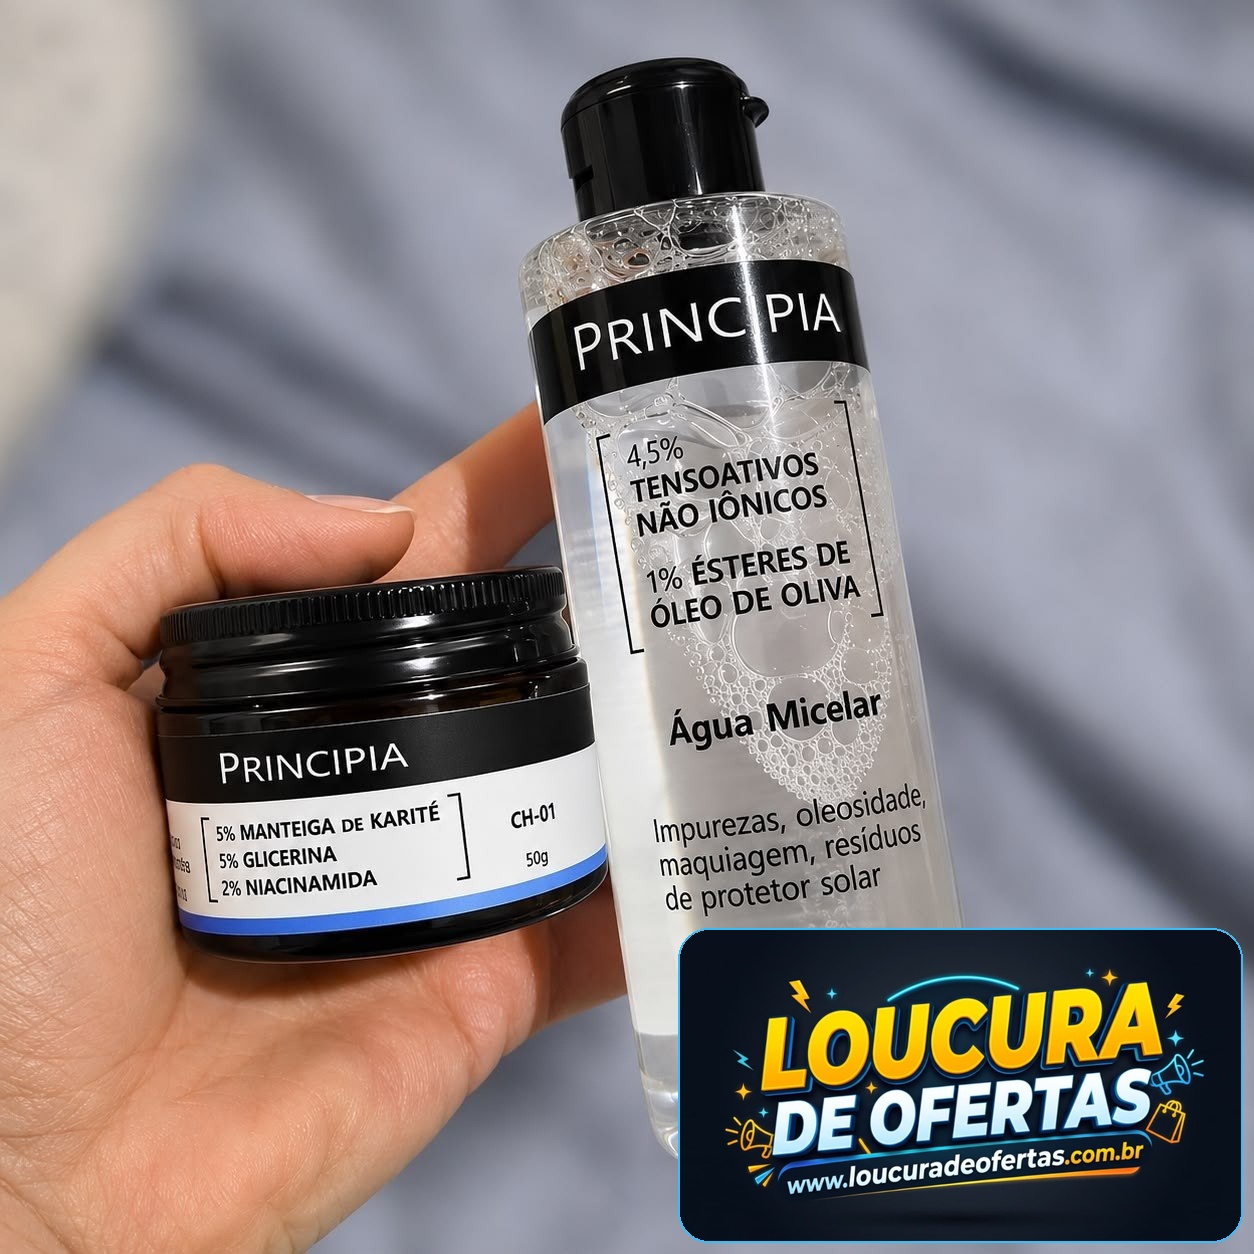 PRINCIPIA
4,5%
TENSOATIVOS
NÃO IÔNICOS
1% ÉSTERES DE
ÓLEO DE OLIVA
Água Micelar
Impurezas, oleosidade,
maquiagem, resíduos
de protetor solar
PRINCIPIA
5% MANTEIGA DE KARITÉ
5% GLICERINA
2% NIACINAMIDA
CH-01
50g
LOUCURA
DE OFERTAS
www.loucuradeofertas.com.br